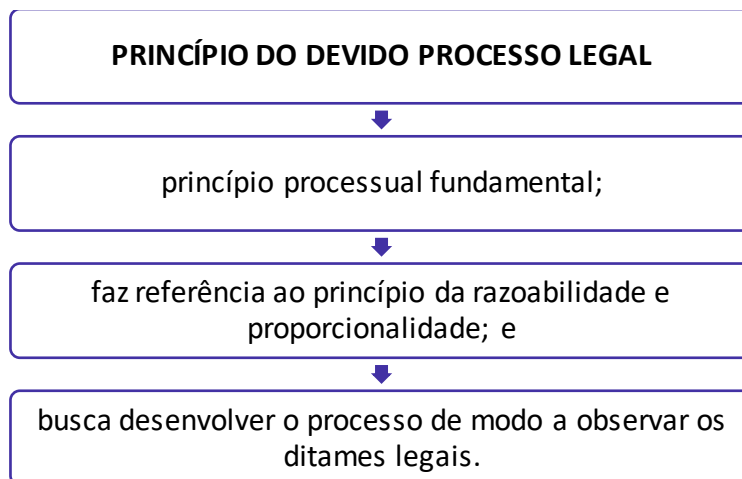 PRINCÍPIO DO DEVIDO PROCESSO LEGAL
princípio processual fundamental;
faz referência ao princípio da razoabilidade e
proporcionalidade; e
busca desenvolver o processo de modo a observar os
ditames legais.